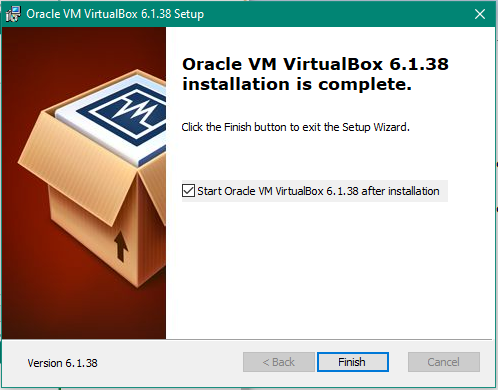 Oracle VM VirtualBox 6.1.38 Setup
Oracle VM VirtualBox 6.1.38
installation is complete.
Click the Finish button to exit the Setup Wizard.
Start Oracle VM VirtualBox 6.1.38 after installation
Version 6.1.38
< Back
Finish
Cancel